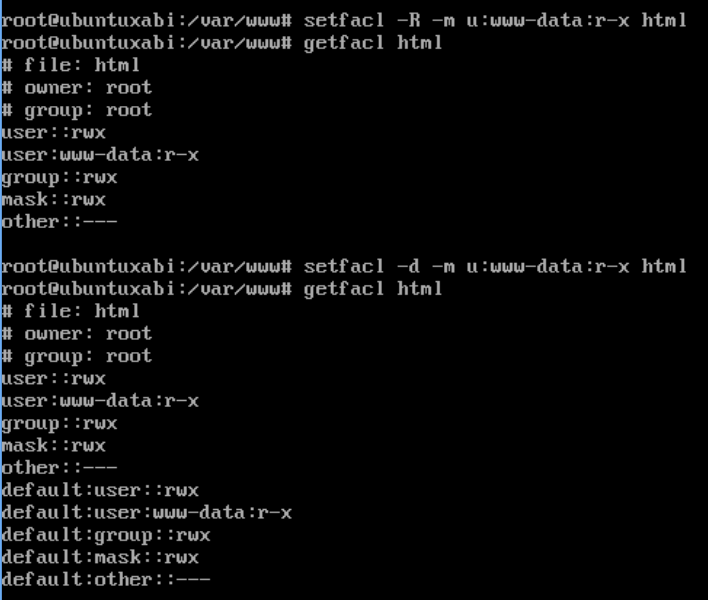 root@ubuntuxabi:/var/www# setfacl -R -m u:www-data:r-x html
root@ubuntuxabi:/var/www# getfacl html
# file: html
# owner: root
# group: root
user::rwx
user:www-data:r-x
group::rwx
mask::rwx
other::---
root@ubuntuxabi:/var/www# setfacl -d -m u:www-data:r-x html
root@ubuntuxabi:/var/www# getfacl html
# file: html
# owner: root
# group: root
user::rwx
user:www-data:r-x
group::rwx
mask::rwx
other::---
default:user::rwx
default:user:www-data:r-x
default:group::rwx
default:mask::rwx
default:other::---